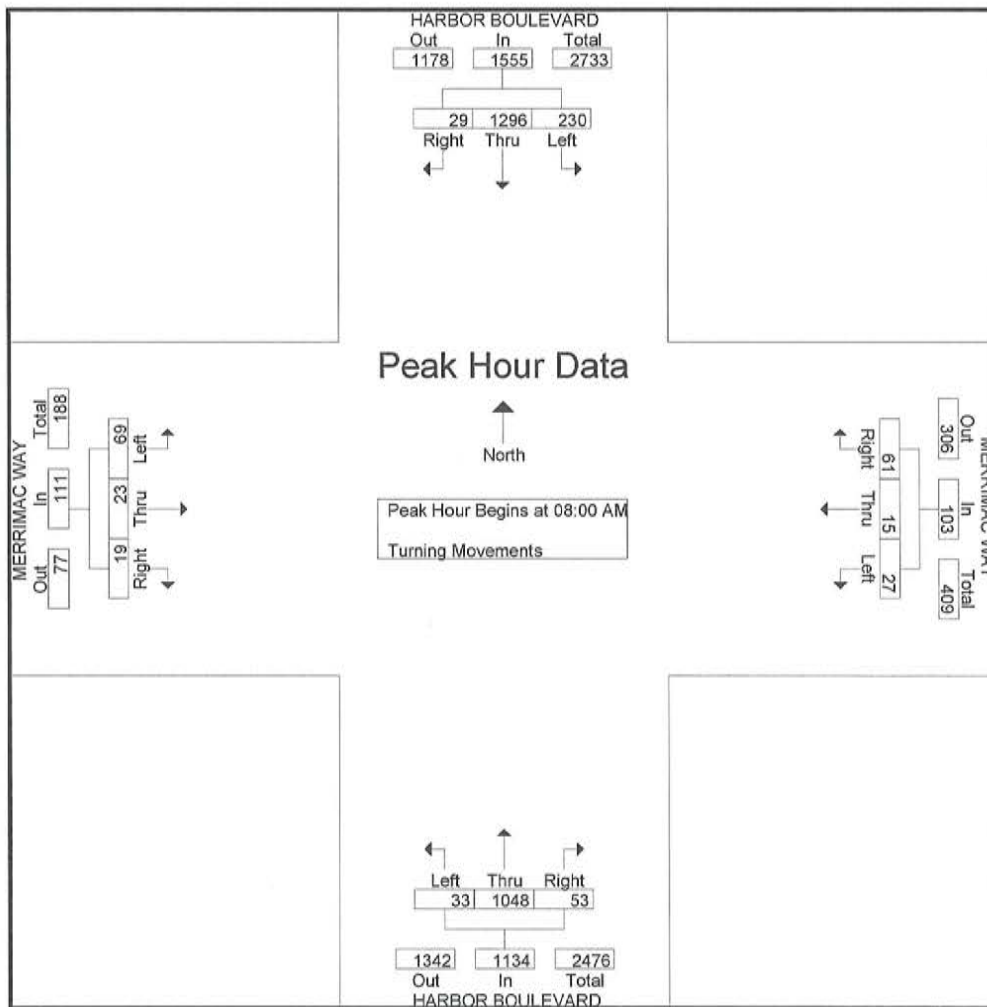 HARBOR BOULEVARD
Out In Total
1178 1555 2733
29 1296 230
Right Thru Left
Peak Hour Data
North
Peak Hour Begins at 08:00 AM
Turning Movements
MERRIMAC WAY
Out In Total
77 111 188
19 23 69
Right Thru Left
MERRIMAC WAY
Out In Total
306 103 409
61 15 27
Right Thru Left
Left Thru Right
33 1048 53
1342 1134 2476
Out In Total
HARBOR BOULEVARD